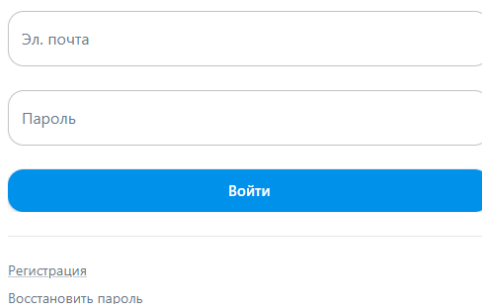 Эл. почта
Пароль
Войти
Регистрация
Восстановить пароль